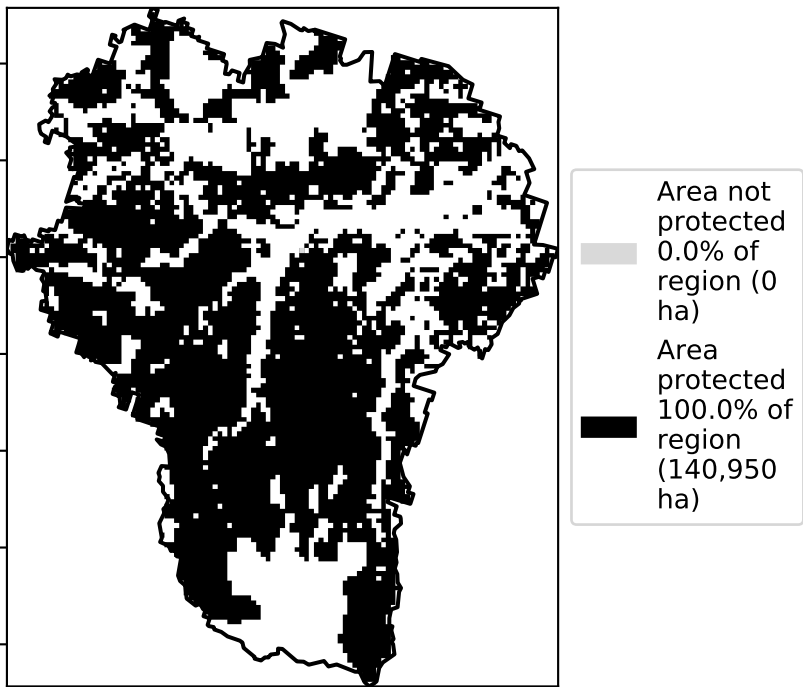 Area not
protected
0.0% of
region (0
ha)
Area
protected
100.0% of
region
(140,950
ha)